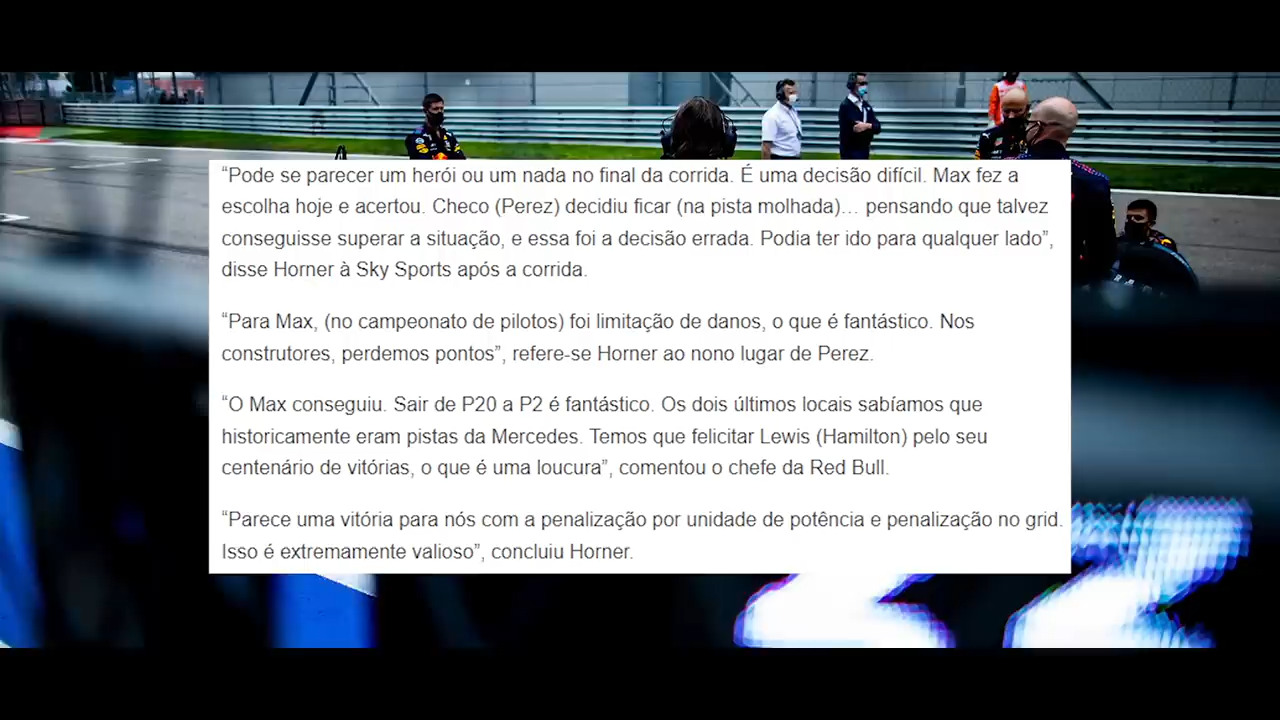 “Pode se parecer um herói ou um nada no final da corrida. É uma decisão difícil. Max fez a
escolha hoje e acertou. Checo (Perez) decidiu ficar (na pista molhada)… pensando que talvez
conseguisse superar a situação, e essa foi a decisão errada. Podia ter ido para qualquer lado”,
disse Horner à Sky Sports após a corrida.
“Para Max, (no campeonato de pilotos) foi limitação de danos, o que é fantástico. Nos
construtores, perdemos pontos”, refere-se Horner ao nono lugar de Perez.
“O Max conseguiu. Sair de P20 a P2 é fantástico. Os dois últimos locais sabíamos que
historicamente eram pistas da Mercedes. Temos que felicitar Lewis (Hamilton) pelo seu
centenário de vitórias, o que é uma loucura”, comentou o chefe da Red Bull.
“Parece uma vitória para nós com a penalização por unidade de potência e penalização no grid.
Isso é extremamente valioso”, concluiu Horner.